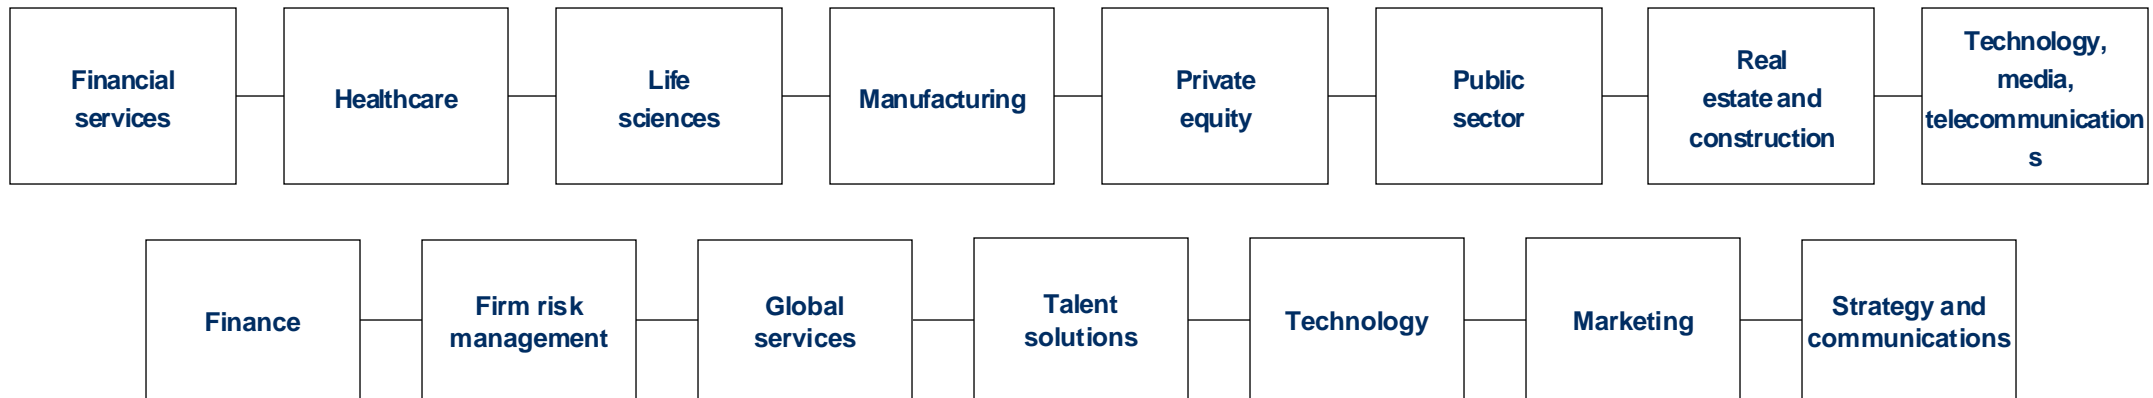 Financial
services
Healthcare
Life
sciences
Manufacturing
Private
equity
Public
sector
Real
estate and
construction
Technology,
media,
telecommunication
s
Finance
Firm risk
management
Global
services
Talent
solutions
Technology
Marketing
Strategy and
communications